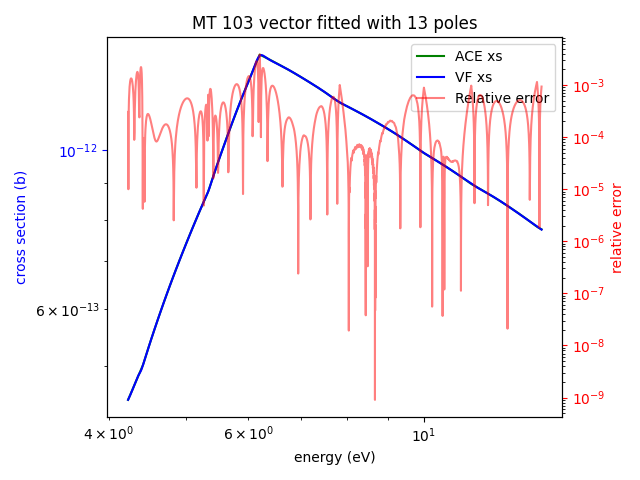 MT 103 vector fitted with 13 poles
ACE xs
VF xs
Relative error
cross section (b)
10⁻¹²
6 × 10⁻¹³
10⁻³
10⁻⁴
10⁻⁵
10⁻⁶
10⁻⁷
10⁻⁸
10⁻⁹
relative error
4 × 10⁰
6 × 10⁰
10¹
energy (eV)